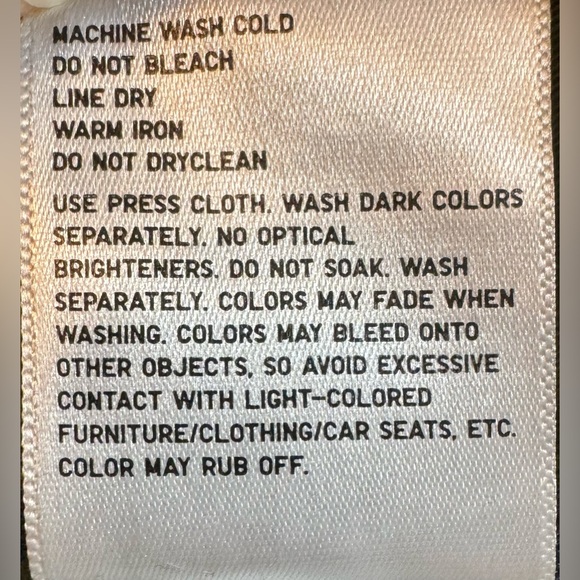 MACHINE WASH COLD
DO NOT BLEACH
LINE DRY
WARM IRON
DO NOT DRYCLEAN
USE PRESS CLOTH. WASH DARK COLORS
SEPARATELY. NO OPTICAL
BRIGHTENERS. DO NOT SOAK. WASH
SEPARATELY. COLORS MAY FADE WHEN
WASHING. COLORS MAY BLEED ONTO
OTHER OBJECTS, SO AVOID EXCESSIVE
CONTACT WITH LIGHT-COLORED
FURNITURE/CLOTHING/CAR SEATS, ETC.
COLOR MAY RUB OFF.